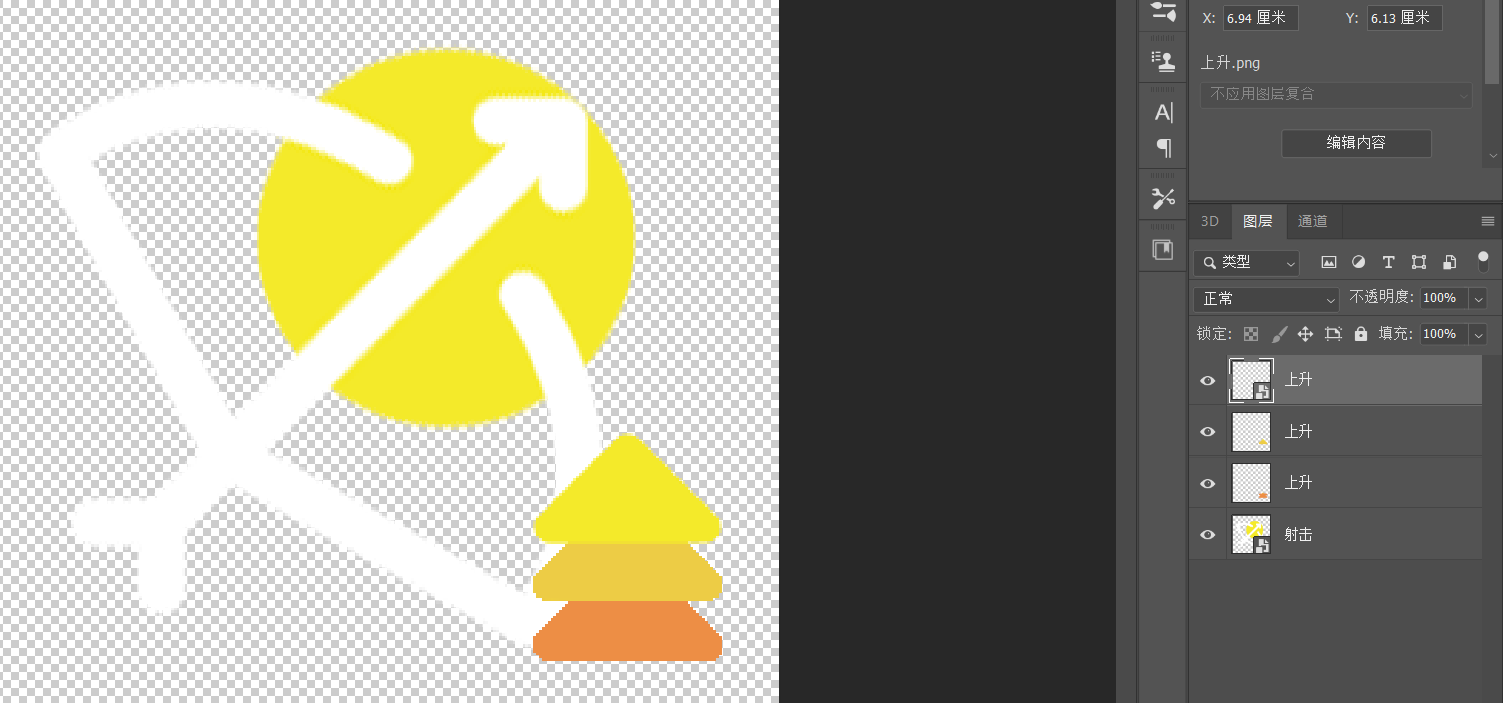 X: 6.94 厘米 Y: 6.13 厘米
上升.png
不应用图层复合
编辑内容
3D 图层 通道
类型
正常 不透明度: 100%
锁定: 填充: 100%
上升
上升
上升
射击